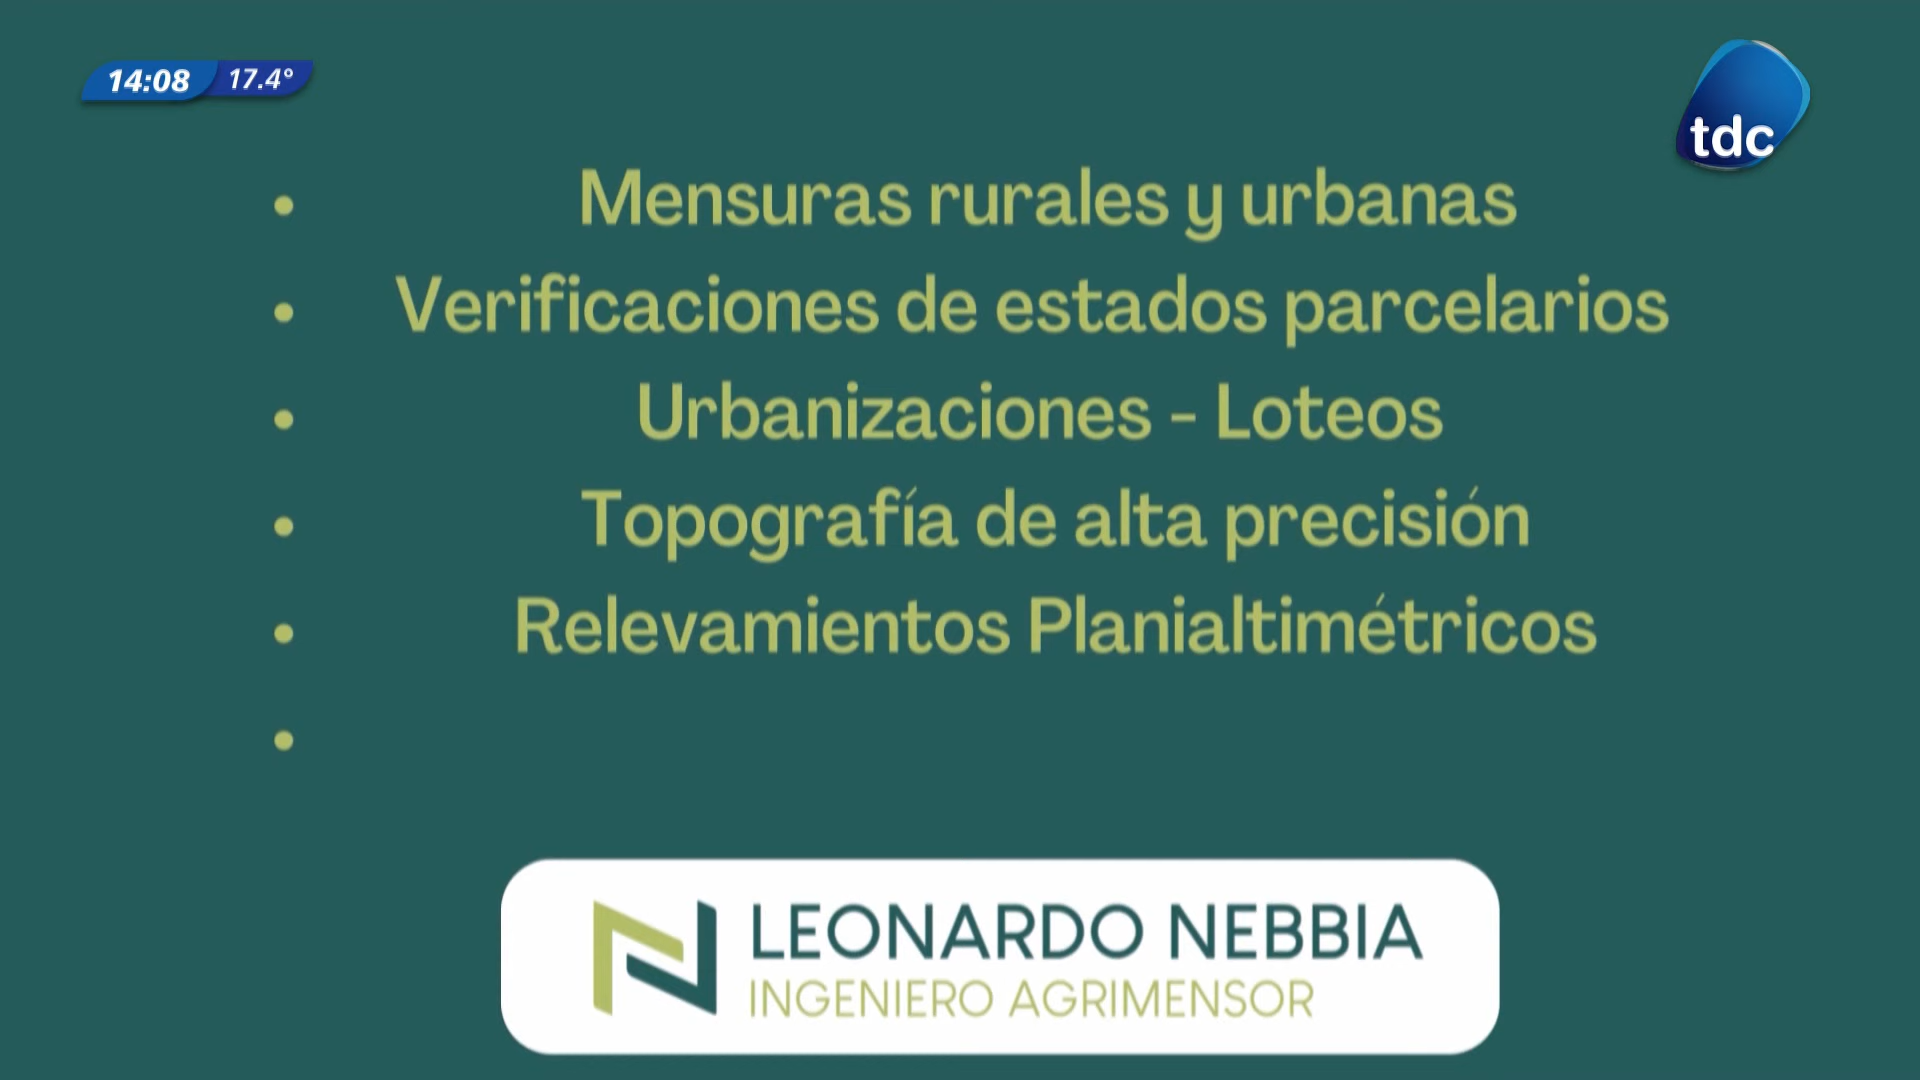 14:08 17.4°
tdc
• Mensuras rurales y urbanas
• Verificaciones de estados parcelarios
• Urbanizaciones - Loteos
• Topografía de alta precisión
• Relevamientos Planialtimétricos
•
LEONARDO NEBBIA
INGENIERO AGRIMENSOR